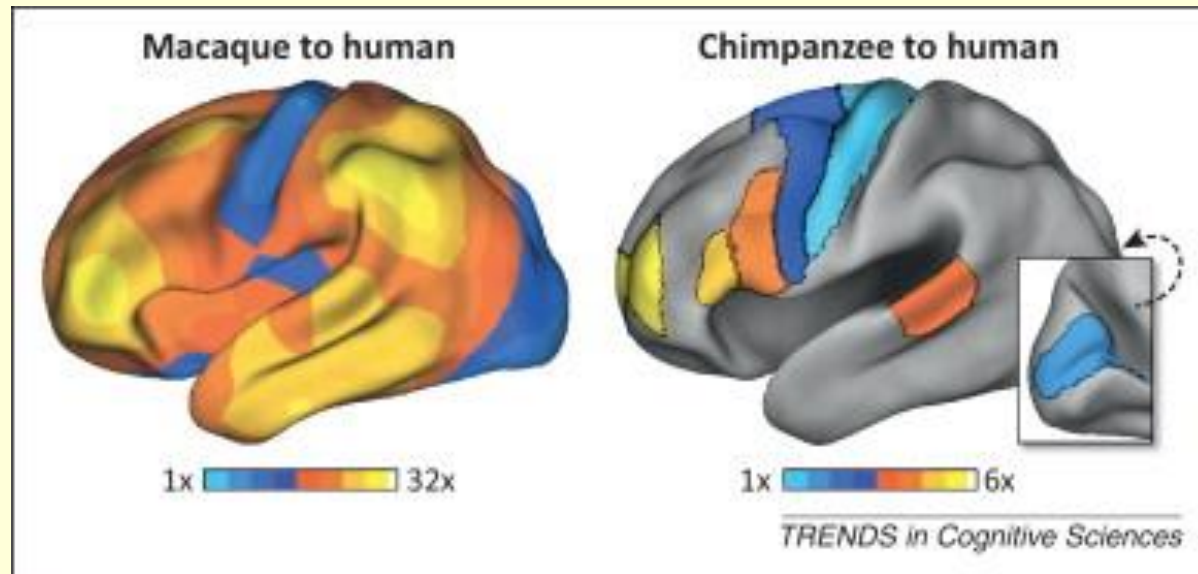 Macaque to human
Chimpanzee to human
1x 32x
1x 6x
TRENDS in Cognitive Sciences